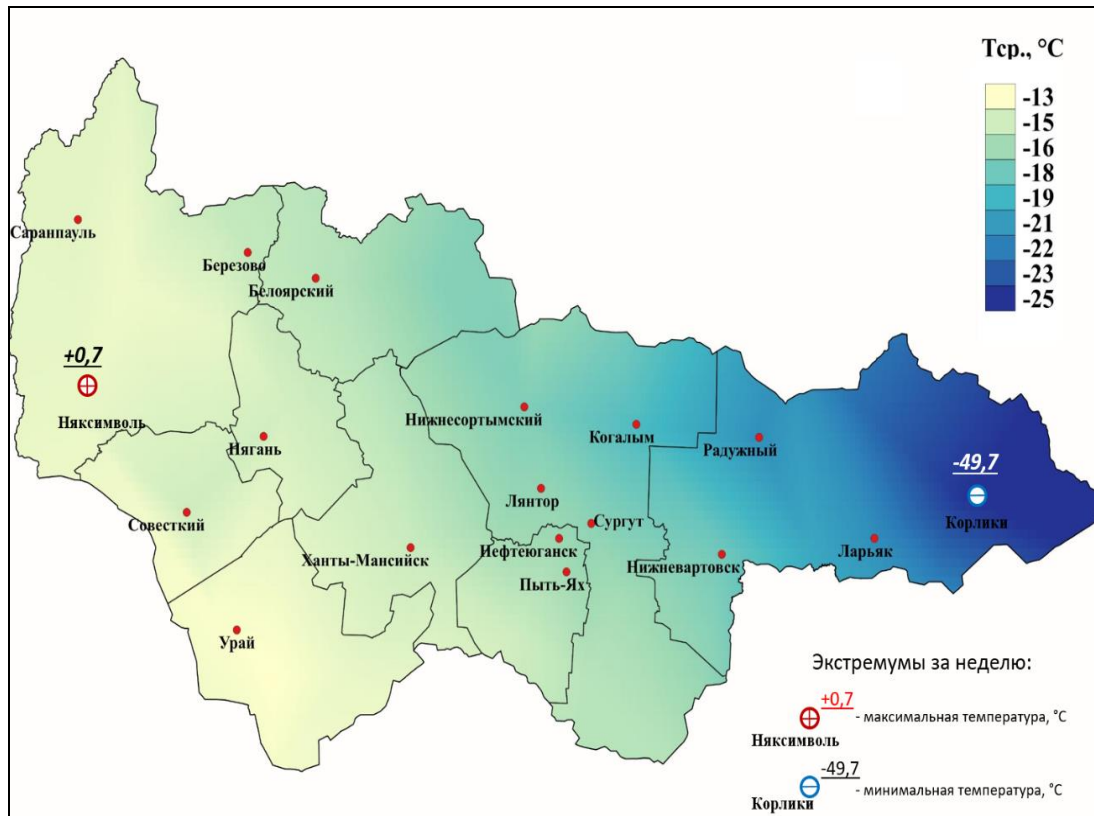 Тср., °C
-13
-15
-16
-18
-19
-21
-22
-23
-25
Саранпауль
Березово
Белоярский
+0,7
Няксимволь
Нягань
Нижнесортымский
Когалым
Радужный
-49,7
Корлики
Совесткий
Лянтор
Сургут
Ханты-Мансийск
Нефтеюганск
Пыть-Ях
Нижневартовск
Ларьяк
Урай
Экстремумы за неделю:
+0,7
- максимальная температура, °C
Няксимволь
-49,7
- минимальная температура, °C
Корлики